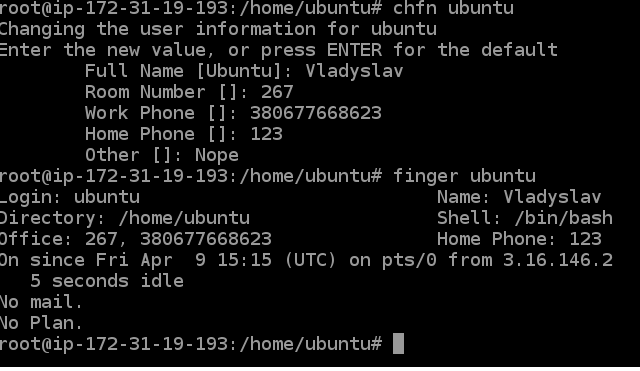 root@ip-172-31-19-193:/home/ubuntu# chfn ubuntu
Changing the user information for ubuntu
Enter the new value, or press ENTER for the default
        Full Name [Ubuntu]: Vladyslav
        Room Number []: 267
        Work Phone []: 380677668623
        Home Phone []: 123
        Other []: Nope
root@ip-172-31-19-193:/home/ubuntu# finger ubuntu
Login: ubuntu                           Name: Vladyslav
Directory: /home/ubuntu                 Shell: /bin/bash
Office: 267, 380677668623               Home Phone: 123
On since Fri Apr  9 15:15 (UTC) on pts/0 from 3.16.146.2
   5 seconds idle
No mail.
No Plan.
root@ip-172-31-19-193:/home/ubuntu#